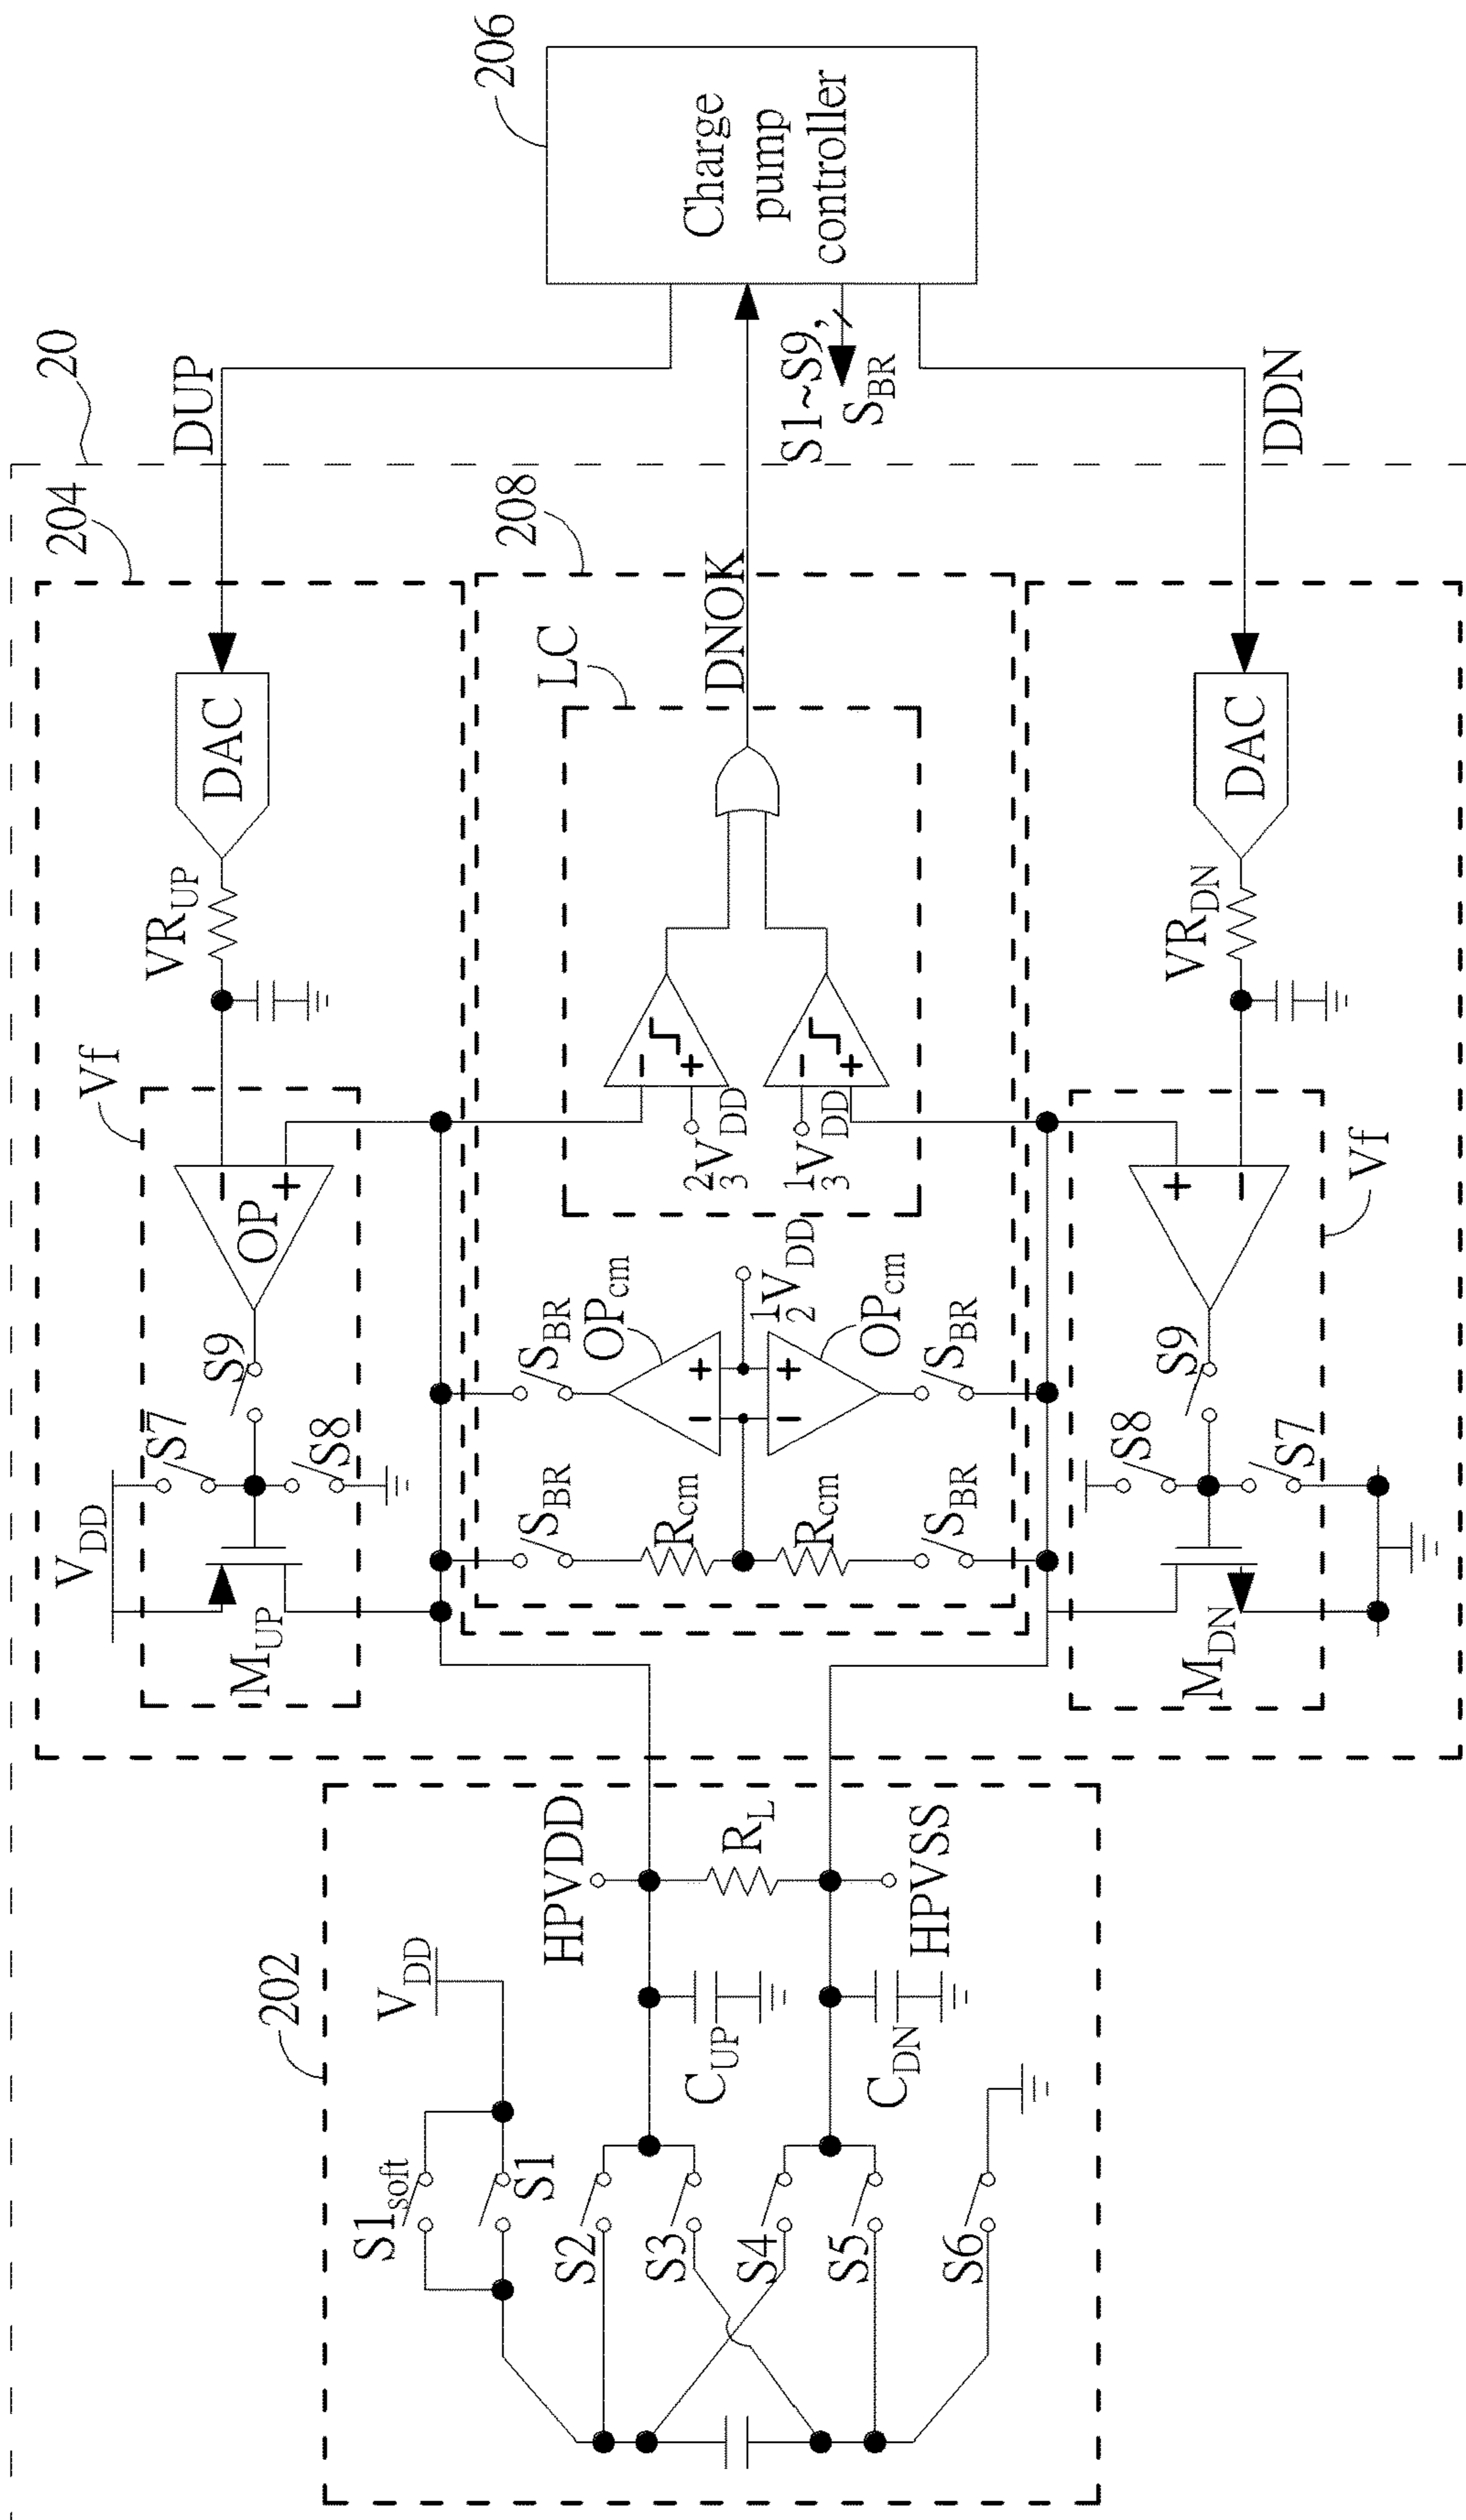 20
204
DUP
206
Charge
pump
controller
208
DNOK
S1~S9,
SBR
DDN
LC
DAC
VRUP
Vf
OP
S9
S7
S8
VDD
MUP
2/3VDD
1/3VDD
SBR
OPcm
1/2VDD
OPcm
SBR
SBR
Rcm
Rcm
SBR
DAC
VRDN
Vf
S9
S8
S7
MDN
202
HPVDD
RL
HPVSS
VDD
CUP
CDN
S1soft
S1
S2
S3
S4
S5
S6